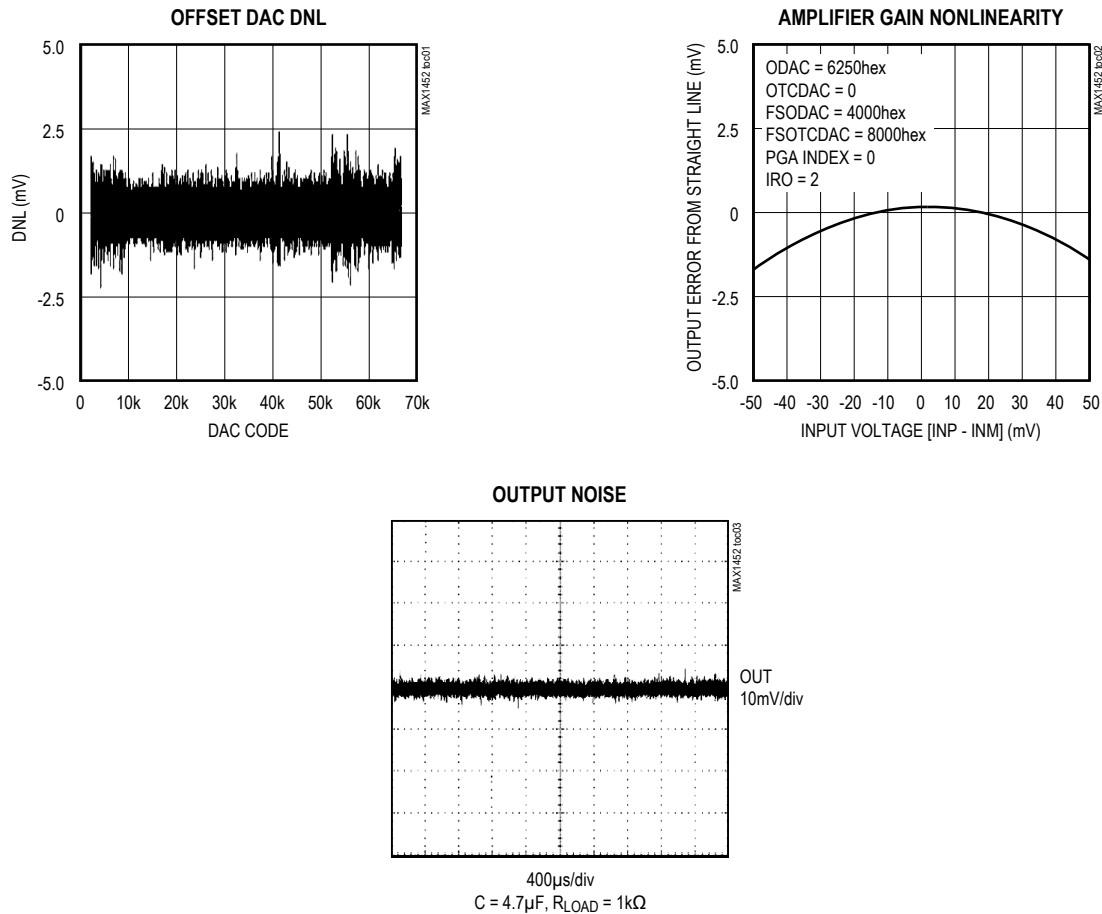 OFFSET DAC DNL
5.0
2.5
0
-2.5
-5.0
DNL (mV)
0 10k 20k 30k 40k 50k 60k 70k
DAC CODE
MAX1452 toc01
AMPLIFIER GAIN NONLINEARITY
5.0
2.5
0
-2.5
-5.0
OUTPUT ERROR FROM STRAIGHT LINE (mV)
ODAC = 6250hex
OTCDAC = 0
FSODAC = 4000hex
FSOTCDAC = 8000hex
PGA INDEX = 0
IRO = 2
-50 -40 -30 -20 -10 0 10 20 30 40 50
INPUT VOLTAGE [INP - INM] (mV)
MAX1452 toc02
OUTPUT NOISE
MAX1452 toc03
OUT
10mV/div
400µs/div
C = 4.7µF, RLOAD = 1kΩ